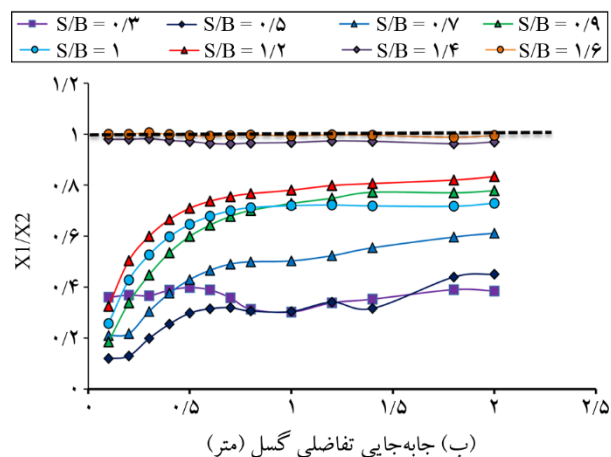 S/B = ۰/۳ S/B = ۰/۵ S/B = ۰/۷ S/B = ۰/۹
S/B = ۱ S/B = ۱/۲ S/B = ۱/۴ S/B = ۱/۶
X1/X2
۱/۲
۱
۰/۸
۰/۶
۰/۴
۰/۲
۰
۰ ۰/۵ ۱ ۱/۵ ۲ ۲/۵
(ب) جابه‌جایی تفاضلی گسل (متر)